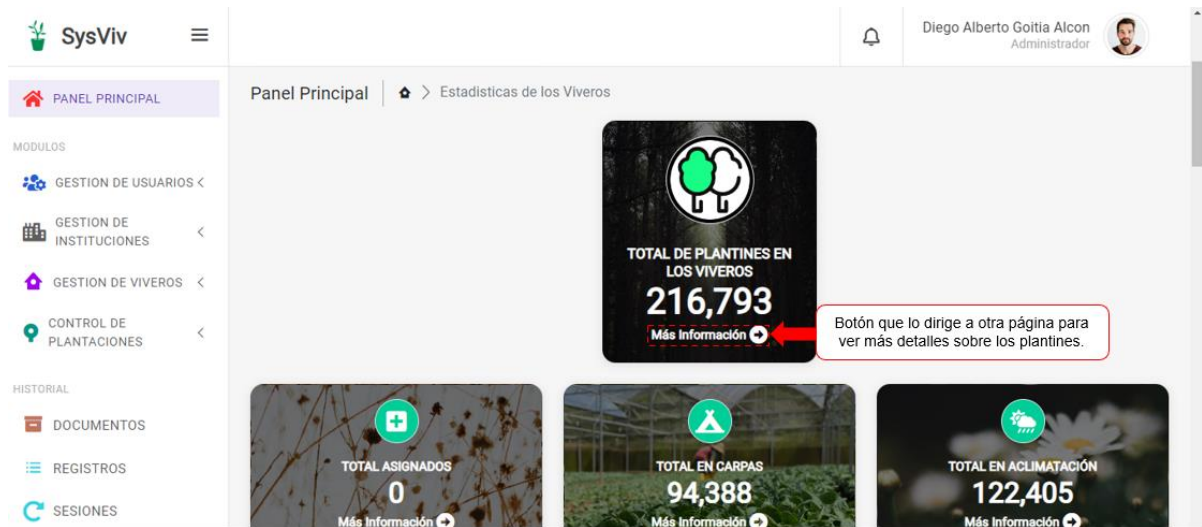 SysViv
Diego Alberto Goitia Alcon
Administrador
PANEL PRINCIPAL
MODULOS
GESTION DE USUARIOS
GESTION DE
INSTITUCIONES
GESTION DE VIVEROS
CONTROL DE
PLANTACIONES
HISTORIAL
DOCUMENTOS
REGISTROS
SESIONES
Panel Principal > Estadisticas de los Viveros
TOTAL DE PLANTINES EN
LOS VIVEROS
216,793
Más Información
Botón que lo dirige a otra página para
ver más detalles sobre los plantines.
TOTAL ASIGNADOS
0
Más Información
TOTAL EN CARPAS
94,388
Más Información
TOTAL EN ACLIMATACIÓN
122,405
Más Información